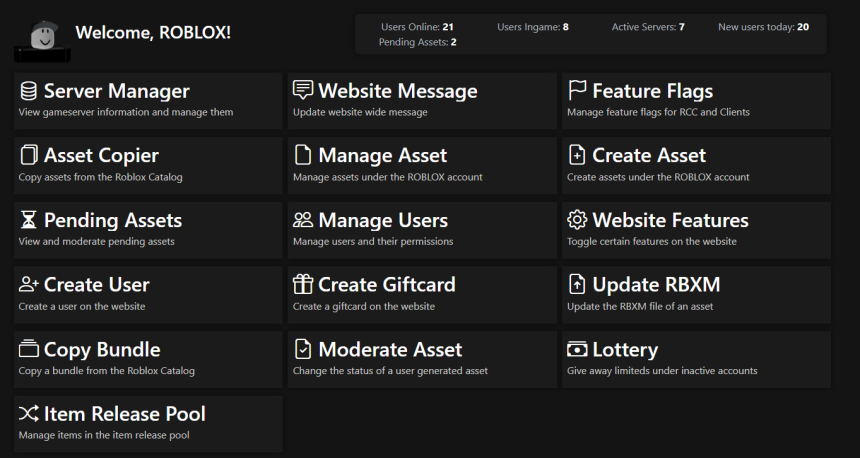 Welcome, ROBLOX!
Users Online: 21 Users Ingame: 8 Active Servers: 7 New users today: 20
Pending Assets: 2
Server Manager
View gameserver information and manage them
Website Message
Update website wide message
Feature Flags
Manage feature flags for RCC and Clients
Asset Copier
Copy assets from the Roblox Catalog
Manage Asset
Manage assets under the ROBLOX account
Create Asset
Create assets under the ROBLOX account
Pending Assets
View and moderate pending assets
Manage Users
Manage users and their permissions
Website Features
Toggle certain features on the website
Create User
Create a user on the website
Create Giftcard
Create a giftcard on the website
Update RBXM
Update the RBXM file of an asset
Copy Bundle
Copy a bundle from the Roblox Catalog
Moderate Asset
Change the status of a user generated asset
Lottery
Give away limiteds under inactive accounts
Item Release Pool
Manage items in the item release pool